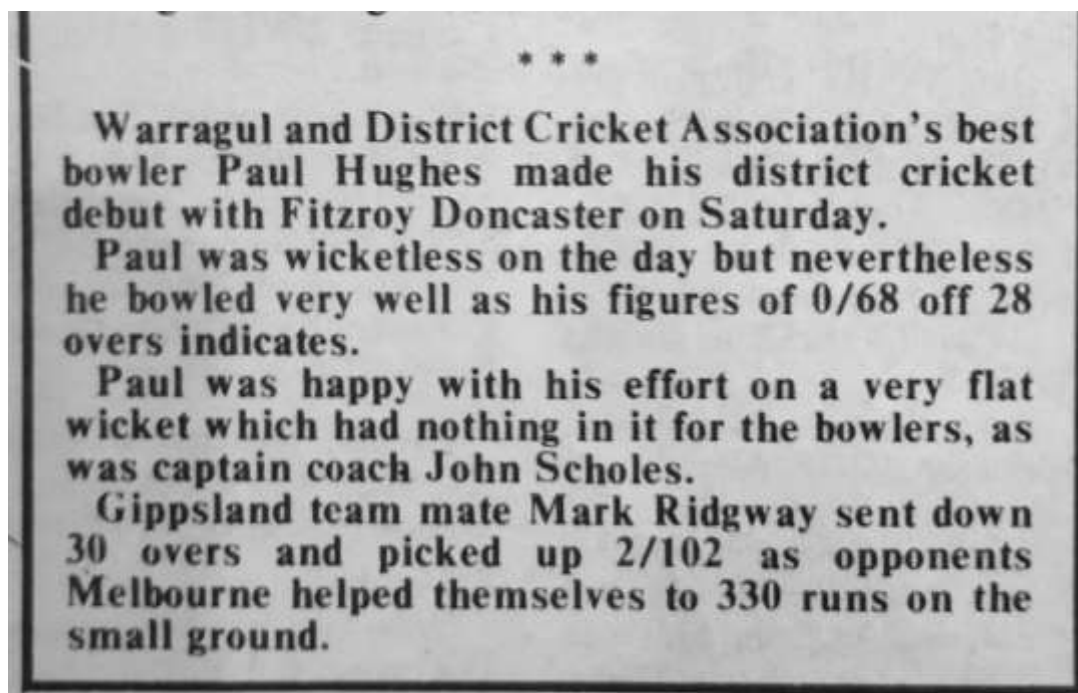 * * *
Warragul and District Cricket Association's best
bowler Paul Hughes made his district cricket
debut with Fitzroy Doncaster on Saturday.
Paul was wicketless on the day but nevertheless
he bowled very well as his figures of 0/68 off 28
overs indicates.
Paul was happy with his effort on a very flat
wicket which had nothing in it for the bowlers, as
was captain coach John Scholes.
Gippsland team mate Mark Ridgway sent down
30 overs and picked up 2/102 as opponents
Melbourne helped themselves to 330 runs on the
small ground.